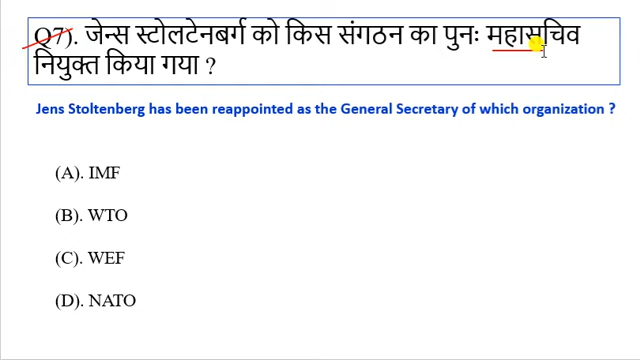 Q7). जेन्स स्टोलटेनबर्ग को किस संगठन का पुनः महासचिव
नियुक्त किया गया ?
Jens Stoltenberg has been reappointed as the General Secretary of which organization ?
(A). IMF
(B). WTO
(C). WEF
(D). NATO